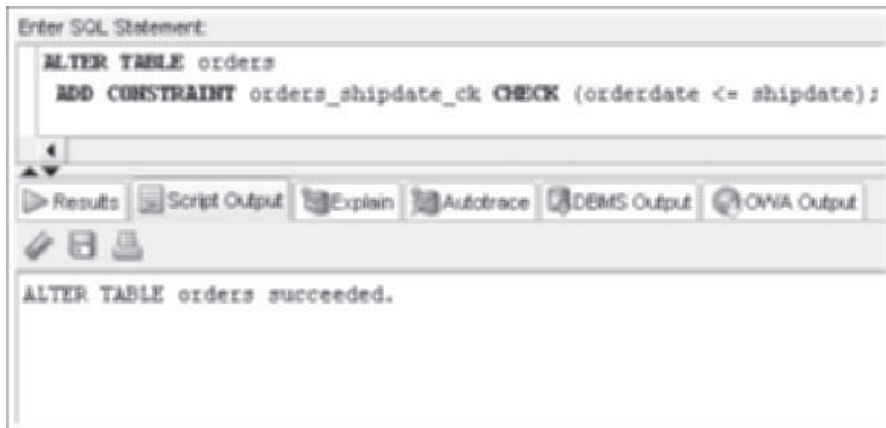 Enter SQL Statement:
ALTER TABLE orders
ADD CONSTRAINT orders_shipdate_ck CHECK (orderdate <= shipdate);
Results Script Output Explain Autotrace DBMS Output OWA Output
ALTER TABLE orders succeeded.